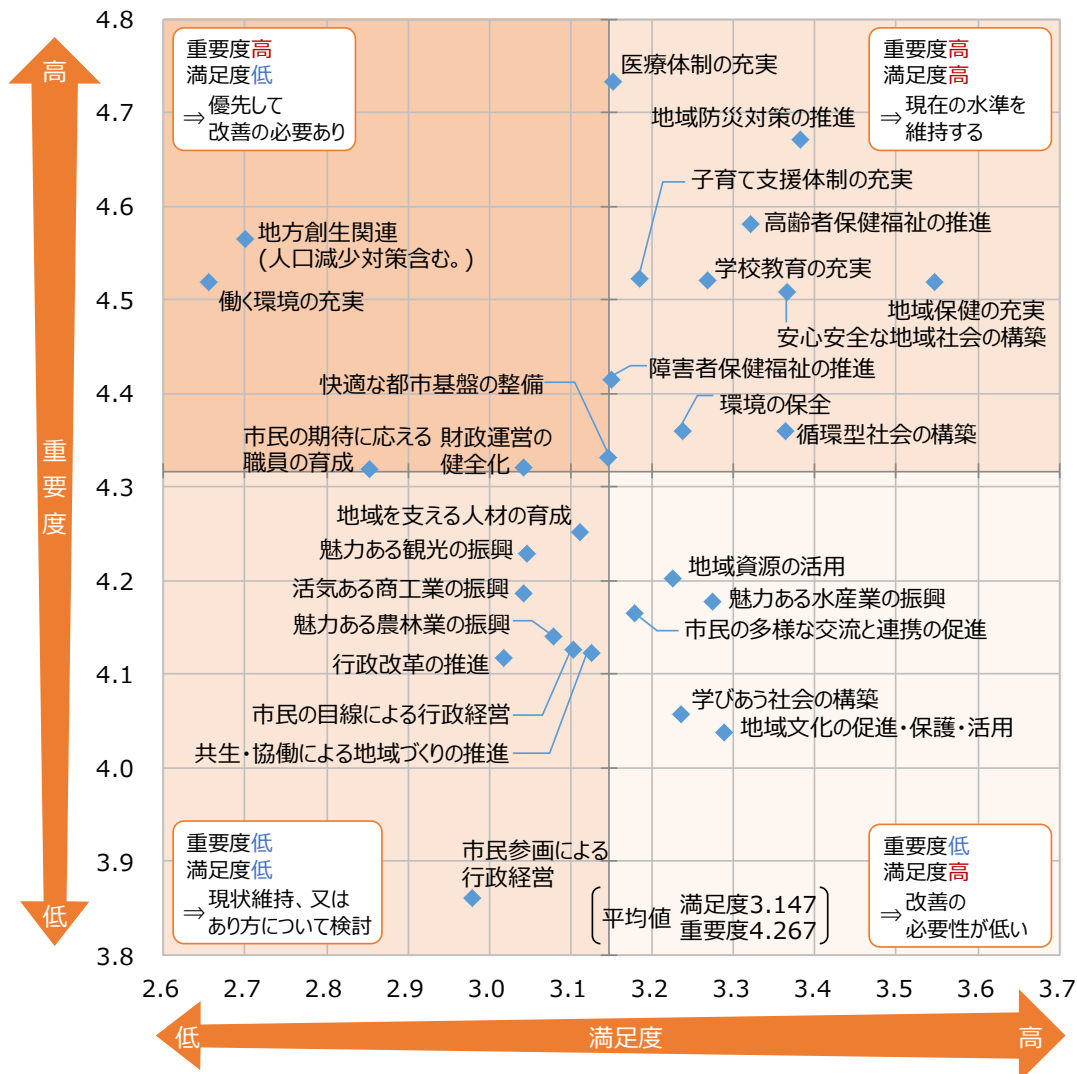 4.8
4.7
4.6
4.5
4.4
4.3
4.2
4.1
4.0
3.9
3.8
高
重要度
低
重要度高
満足度低
⇒ 優先して
改善の必要あり
重要度高
満足度高
⇒ 現在の水準を
維持する
医療体制の充実
地域防災対策の推進
子育て支援体制の充実
高齢者保健福祉の推進
地方創生関連
(人口減少対策含む。)
学校教育の充実
働く環境の充実
地域保健の充実
安心安全な地域社会の構築
障害者保健福祉の推進
快適な都市基盤の整備
環境の保全
循環型社会の構築
市民の期待に応える
職員の育成
財政運営の
健全化
地域を支える人材の育成
魅力ある観光の振興
活気ある商工業の振興
魅力ある農林業の振興
行政改革の推進
市民の目線による行政経営
共生・協働による地域づくりの推進
地域資源の活用
魅力ある水産業の振興
市民の多様な交流と連携の促進
学びあう社会の構築
地域文化の促進・保護・活用
重要度低
満足度低
⇒ 現状維持、又は
あり方について検討
市民参画による
行政経営
平均値 満足度3.147
重要度4.267
重要度低
満足度高
⇒ 改善の
必要性が低い
2.6 2.7 2.8 2.9 3.0 3.1 3.2 3.3 3.4 3.5 3.6 3.7
低 満足度 高